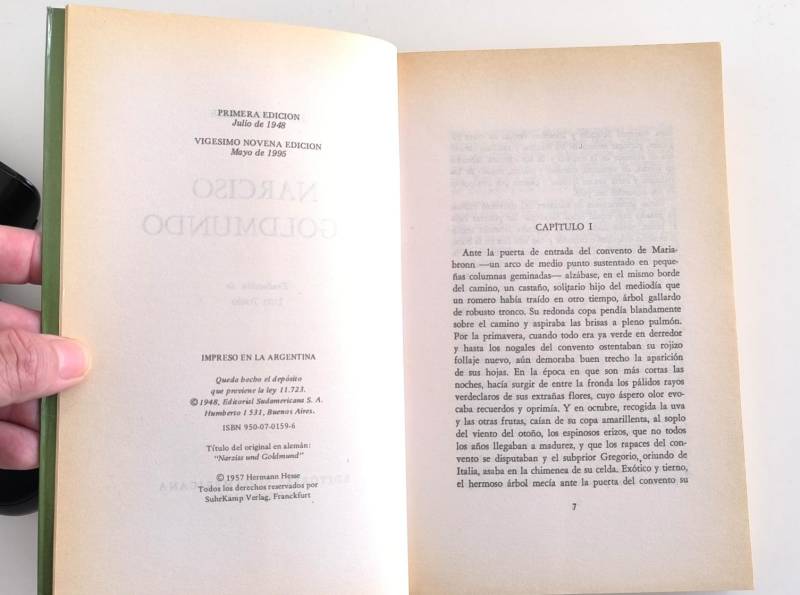 PRIMERA EDICION
Julio de 1948
VIGESIMO NOVENA EDICION
Mayo de 1995
NARCISO
GOLDMUNDO
Traducción de
IMPRESO EN LA ARGENTINA
Queda hecho el depósito
que previene la ley 11.723.
© 1948, Editorial Sudamericana S. A.
Humberto I 531, Buenos Aires.
ISBN 950-07-0159-6
Título del original en alemán:
"Narziss und Goldmund"
© 1957 Hermann Hesse
Todos los derechos reservados por
SuhrKamp Verlag, Franckfurt
CAPÍTULO I
Ante la puerta de entrada del convento de Maria-
bronn —un arco de medio punto sustentado en peque-
ñas columnas geminadas— alzábase, en el mismo borde
del camino, un castaño, solitario hijo del mediodía que
un romero había traído en otro tiempo, árbol gallardo
de robusto tronco. Su redonda copa pendía blandamente
sobre el camino y aspiraba las brisas a pleno pulmón.
Por la primavera, cuando todo era ya verde en derredor
y hasta los nogales del convento ostentaban su rojizo
follaje nuevo, aún demoraba buen trecho la aparición
de sus hojas. En la época en que son más cortas las
noches, hacía surgir de entre la fronda los pálidos rayos
verdeclaros de sus extrañas flores, cuyo áspero olor evo-
caba recuerdos y oprimía. Y en octubre, recogida la uva
y las otras frutas, caían de su copa amarillenta, al soplo
del viento del otoño, los espinosos erizos, que no todos
los años llegaban a madurez, y que los rapaces del con-
vento se disputaban y el subprior Gregorio, oriundo de
Italia, asaba en la chimenea de su celda. Exótico y tierno,
el hermoso árbol mecía ante la puerta del convento su
7